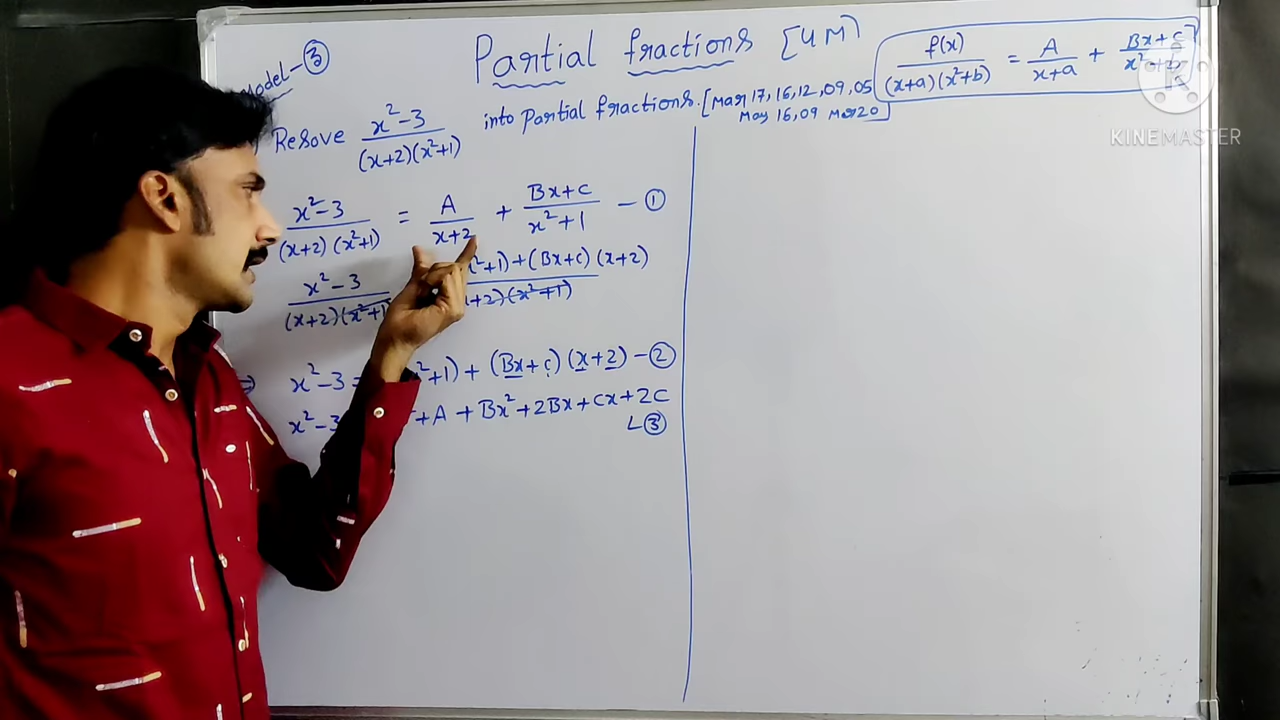 Partial fractions [4M]
Model-③
f(x)/(x+a)(x²+b) = A/x+a + Bx+c/x²+b
Resove x²-3/(x+2)(x²+1) into Partial fractions. [Mar 17, 16, 12, 09, 05
May 16, 09 Mar 20]
KINEMASTER
x²-3/(x+2)(x²+1) = A/x+2 + Bx+c/x²+1 - ①
x²-3/(x+2)(x²+1) x²+1)+(Bx+c)(x+2)/x+2)(x²+1)
x²-3 = x²+1) + (Bx+c)(x+2) - ②
x²-3 +A + Bx²+2Bx+cx+2c
③